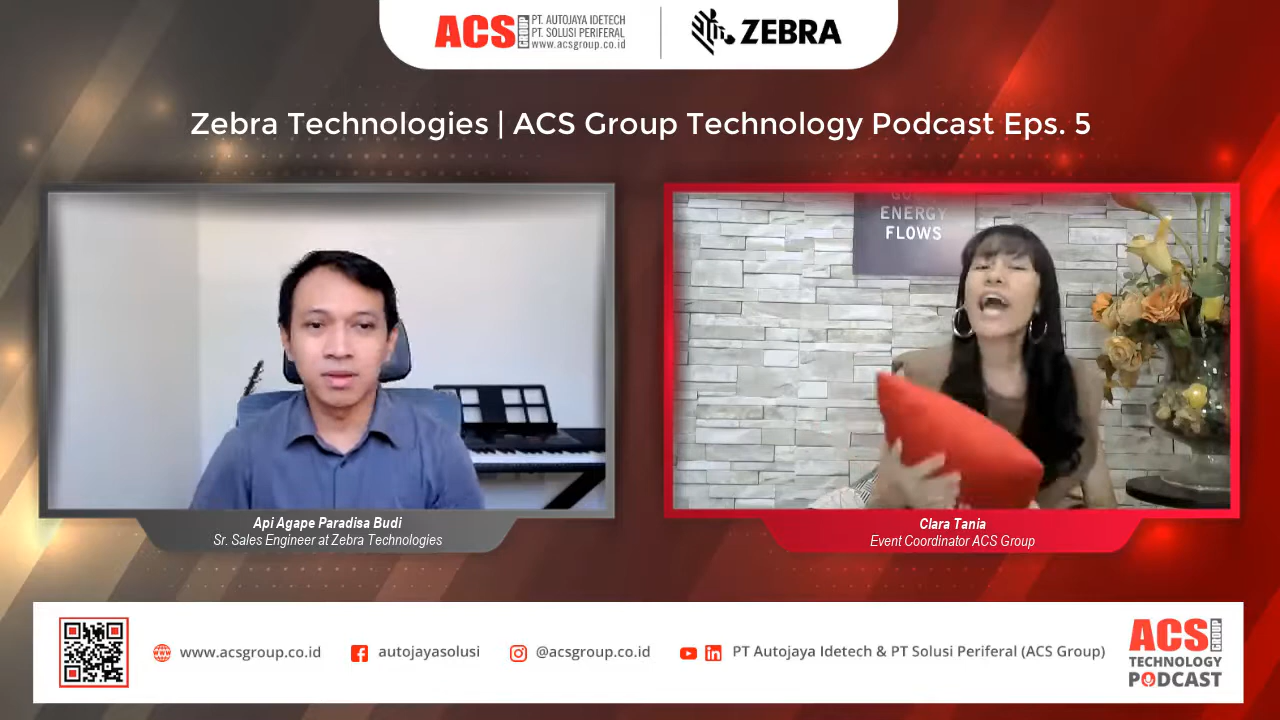 ACS GROUP
PT. AUTOJAYA IDETECH
PT. SOLUSI PERIFERAL
www.acsgroup.co.id
ZEBRA
Zebra Technologies | ACS Group Technology Podcast Eps. 5
ENERGY
FLOWS
Api Agape Paradisa Budi
Sr. Sales Engineer at Zebra Technologies
Clara Tania
Event Coordinator ACS Group
www.acsgroup.co.id
autojayasolusi
@acsgroup.co.id
PT Autojaya Idetech & PT Solusi Periferal (ACS Group)
ACS GROUP
TECHNOLOGY
PODCAST